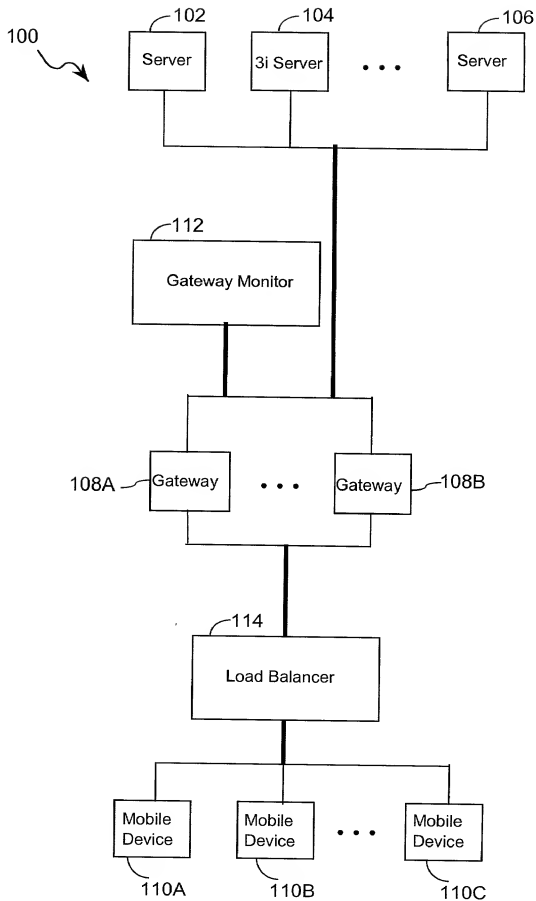 100
102
104
106
Server
3i Server
Server
112
Gateway Monitor
108A
Gateway
Gateway
108B
114
Load Balancer
Mobile
Device
Mobile
Device
Mobile
Device
110A
110B
110C